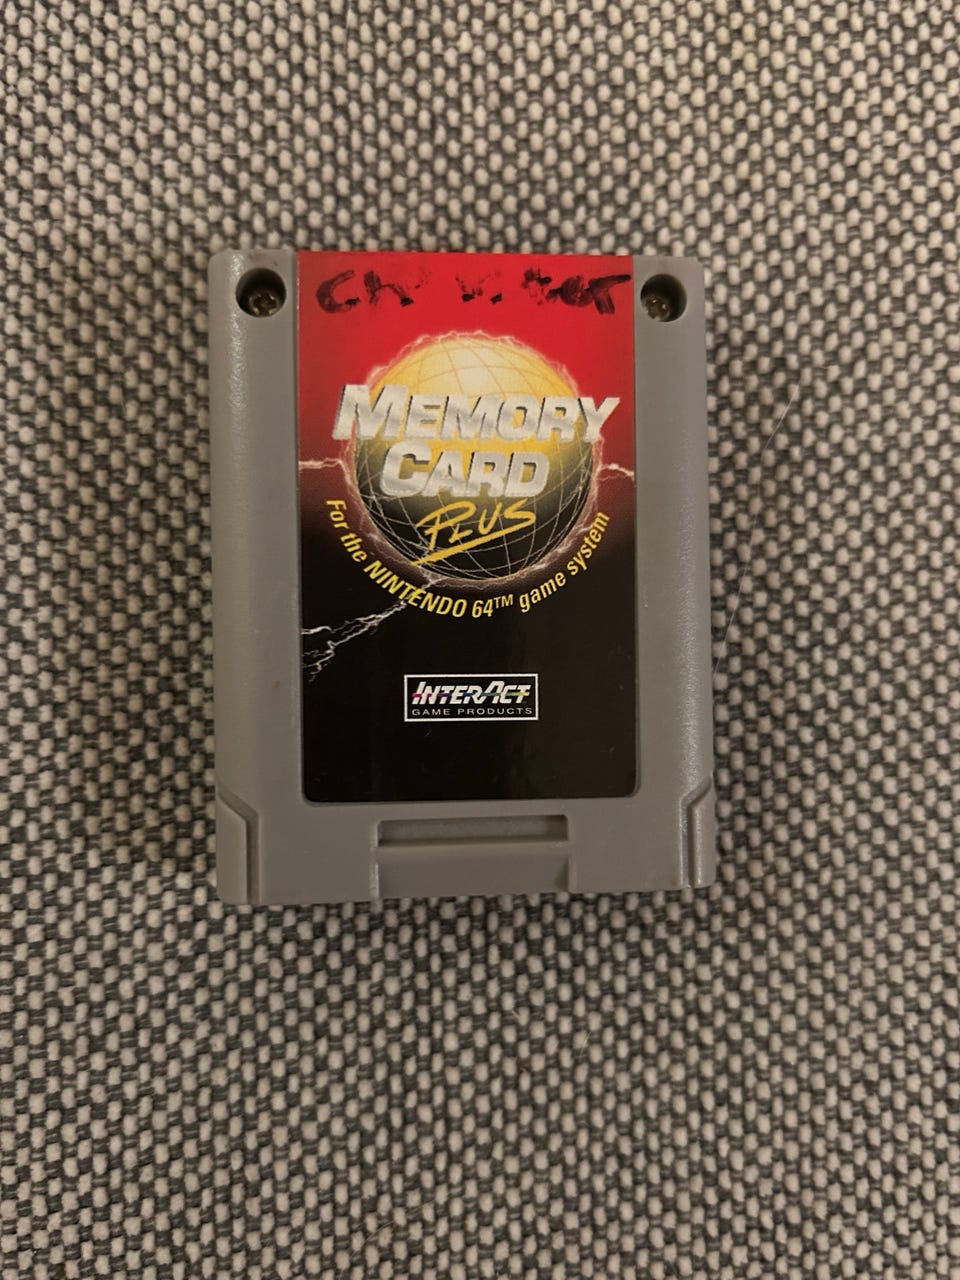 MEMORY
CARD
PLUS
For the NINTENDO 64™ game system
INTERACT
GAME PRODUCTS